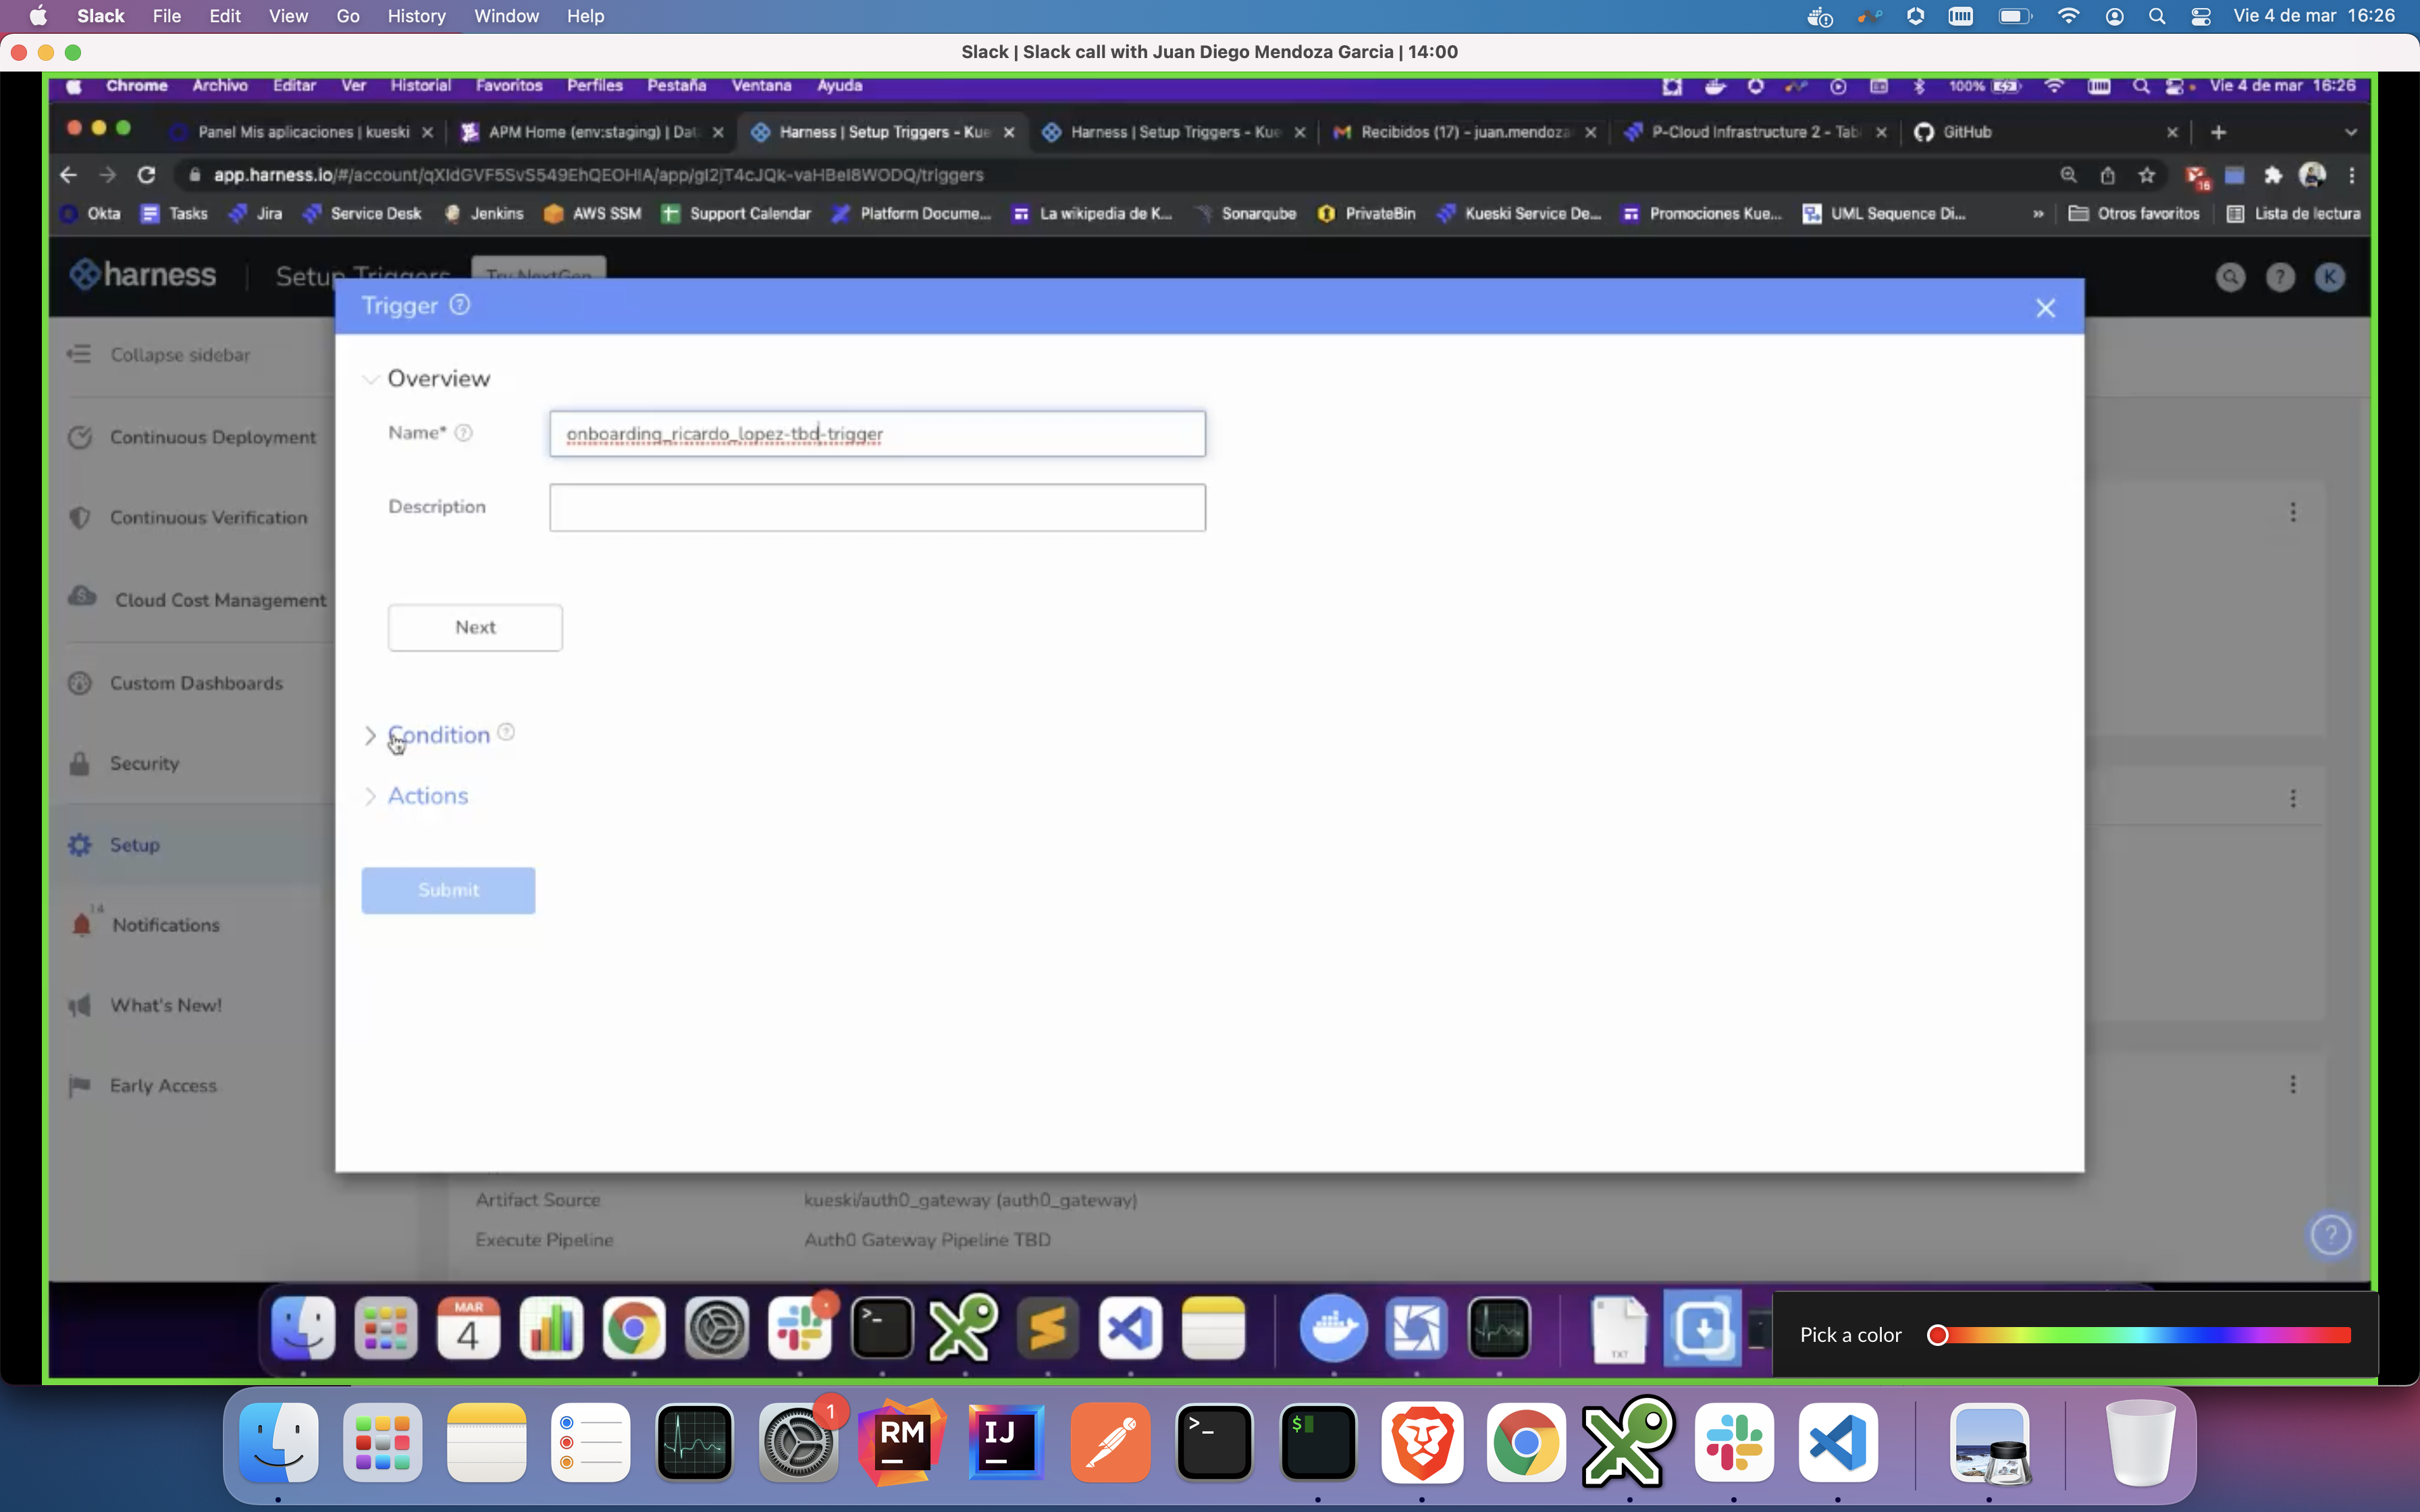 Slack File Edit View Go History Window Help Vie 4 de mar 16:26
Slack | Slack call with Juan Diego Mendoza Garcia | 14:00
Chrome Archivo Editar Ver Historial Favoritos Perfiles Pestaña Ventana Ayuda 100% Vie 4 de mar 16:26
Panel Mis aplicaciones | kueski APM Home (env:staging) | Dat Harness | Setup Triggers - Kue Harness | Setup Triggers - Kue Recibidos (17) - juan.mendoza P-Cloud Infrastructure 2 - Tab GitHub
app.harness.io/#/account/qXIdGVF5SvS549EhQEOHIA/app/gI2jT4cJQk-vaHBeI8WODQ/triggers 16
Okta Tasks Jira Service Desk Jenkins AWS SSM Support Calendar Platform Docume... La wikipedia de K... Sonarqube PrivateBin Kueski Service De... Promociones Kue... UML Sequence Di... » Otros favoritos Lista de lectura
harness Setup Triggers Try NextGen ? K
Trigger ?
Collapse sidebar
Overview
Name* ? onboarding_ricardo_lopez-tbd-trigger
Continuous Deployment
Description
Continuous Verification
Cloud Cost Management
Next
Custom Dashboards
Condition ?
Security
Actions
Setup
Submit
14
Notifications
What's New!
Early Access
Artifact Source kueski/auth0_gateway (auth0_gateway)
Execute Pipeline Auth0 Gateway Pipeline TBD
?
MAR
4
>_
TXT
Pick a color
1
RM
IJ
>_
$